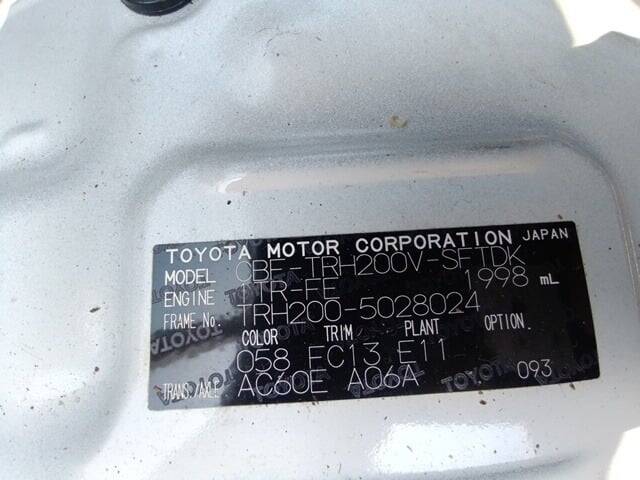 TOYOTA MOTOR CORPORATION JAPAN
MODEL CBF-TRH200V-SFTDK
ENGINE 1TR-FE 1998 mL
FRAME No. TRH200-5028024
COLOR TRIM PLANT OPTION.
058 FC13 E11
TRANS./AXLE AC60E A06A 093